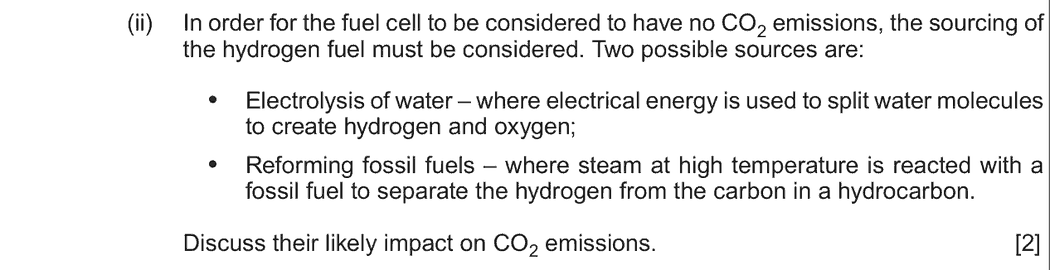 (ii) In order for the fuel cell to be considered to have no CO₂ emissions, the sourcing of
the hydrogen fuel must be considered. Two possible sources are:
• Electrolysis of water – where electrical energy is used to split water molecules
to create hydrogen and oxygen;
• Reforming fossil fuels – where steam at high temperature is reacted with a
fossil fuel to separate the hydrogen from the carbon in a hydrocarbon.
Discuss their likely impact on CO₂ emissions. [2]